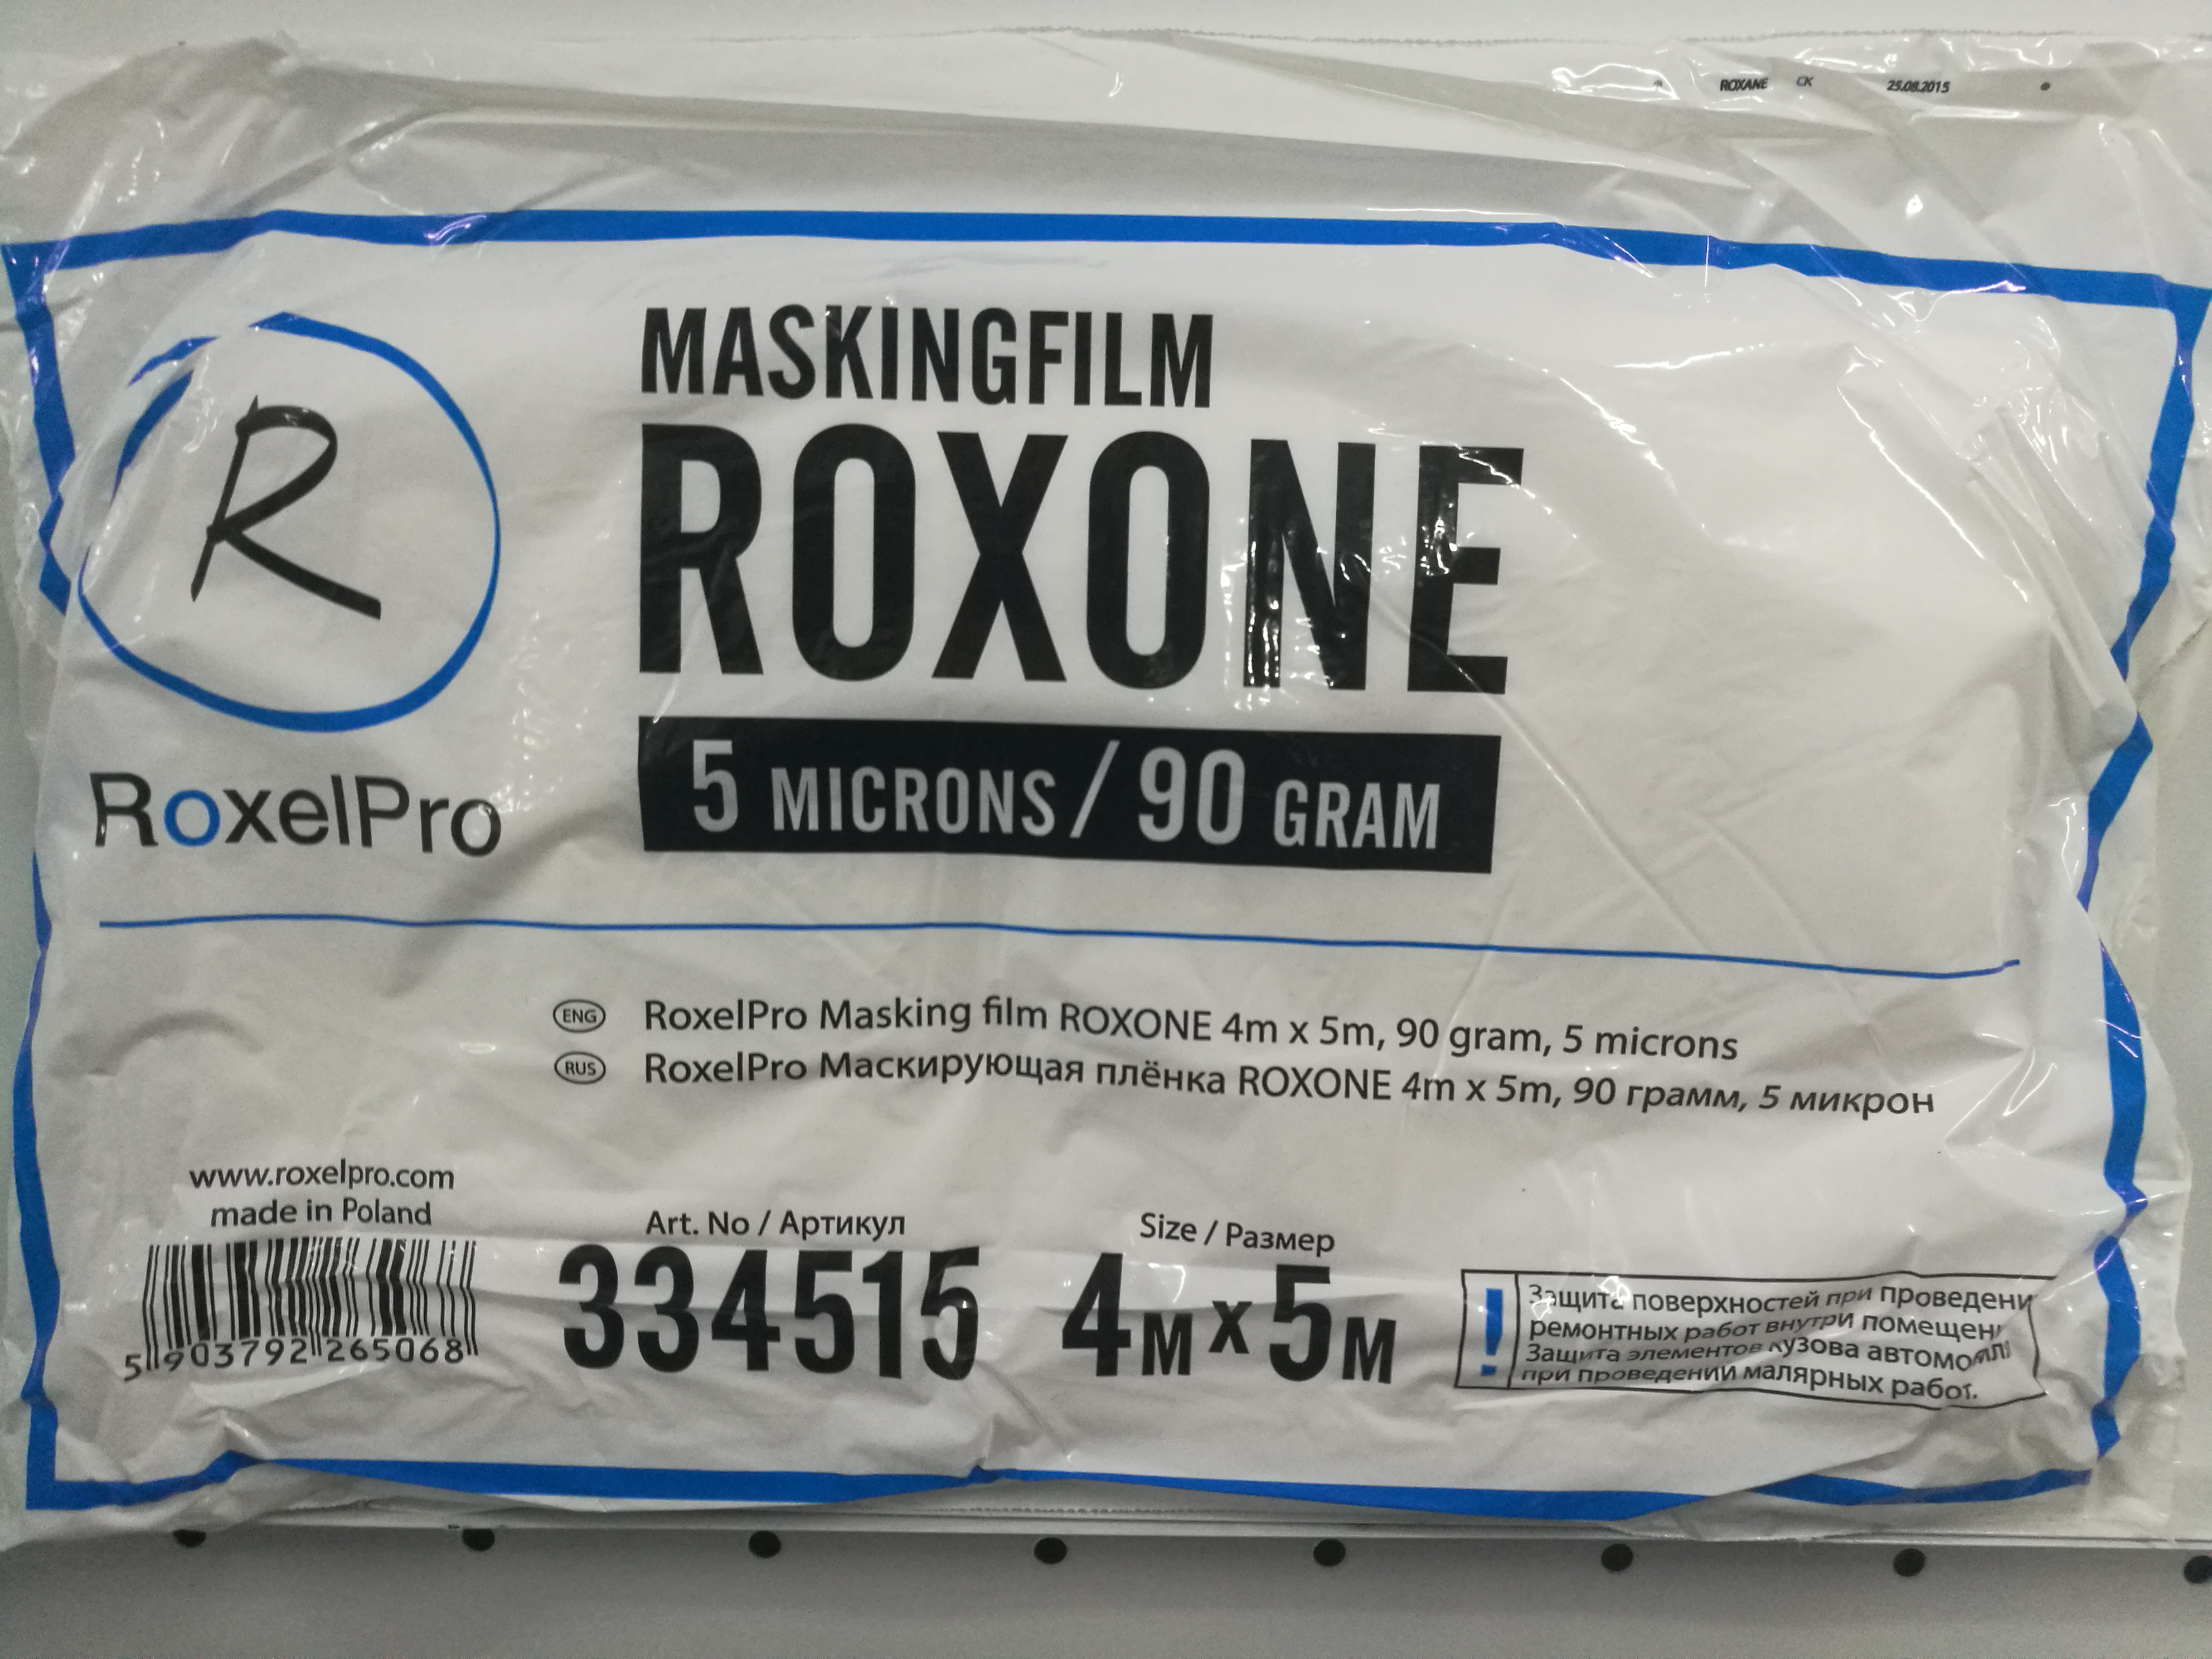 ROXANE CK 25.08.2015
R
RoxelPro
MASKINGFILM
ROXONE
5 MICRONS / 90 GRAM
ENG RoxelPro Masking film ROXONE 4m x 5m, 90 gram, 5 microns
RUS RoxelPro Маскирующая плёнка ROXONE 4m x 5m, 90 грамм, 5 микрон
www.roxelpro.com
made in Poland
5 903792 265068
Art. No / Артикул
334515
Size / Размер
4м x 5м
! Защита поверхностей при проведени
ремонтных работ внутри помещен
Защита элементов кузова автомо
при проведении малярных работ.